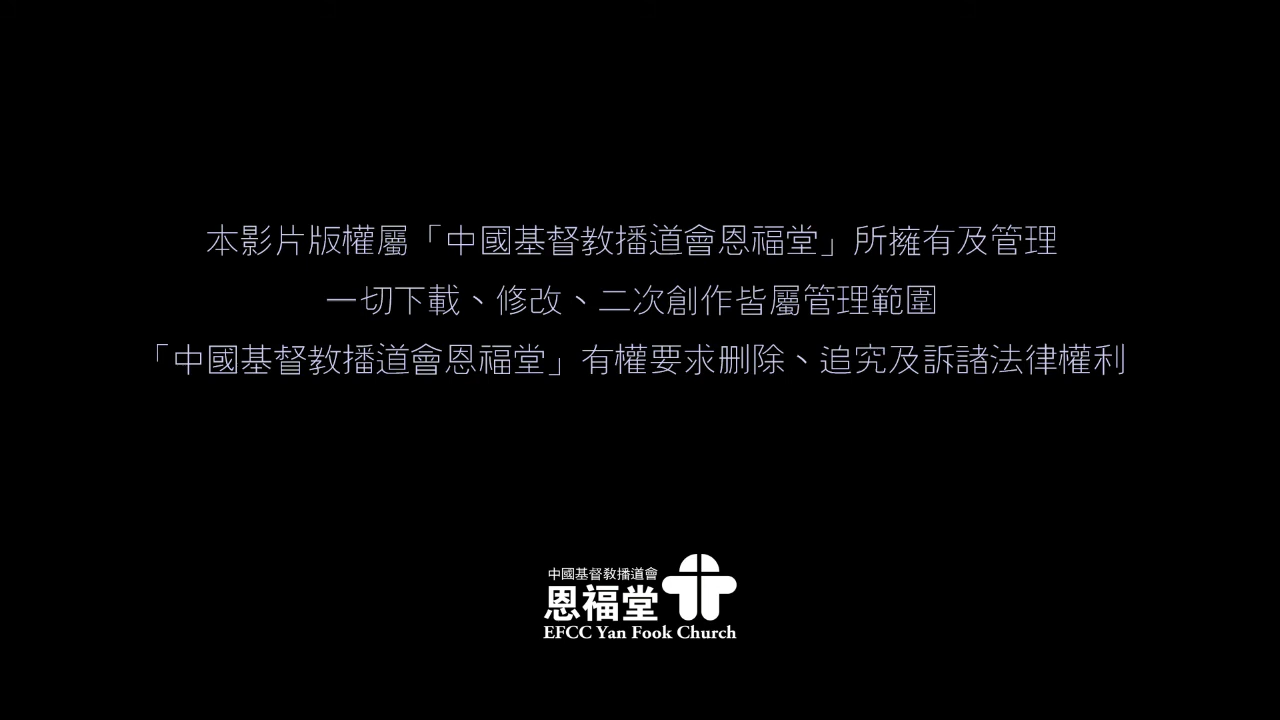 本影片版權屬「中國基督教播道會恩福堂」所擁有及管理
一切下載、修改、二次創作皆屬管理範圍
「中國基督教播道會恩福堂」有權要求刪除、追究及訴諸法律權利
中國基督教播道會
恩福堂
EFCC Yan Fook Church